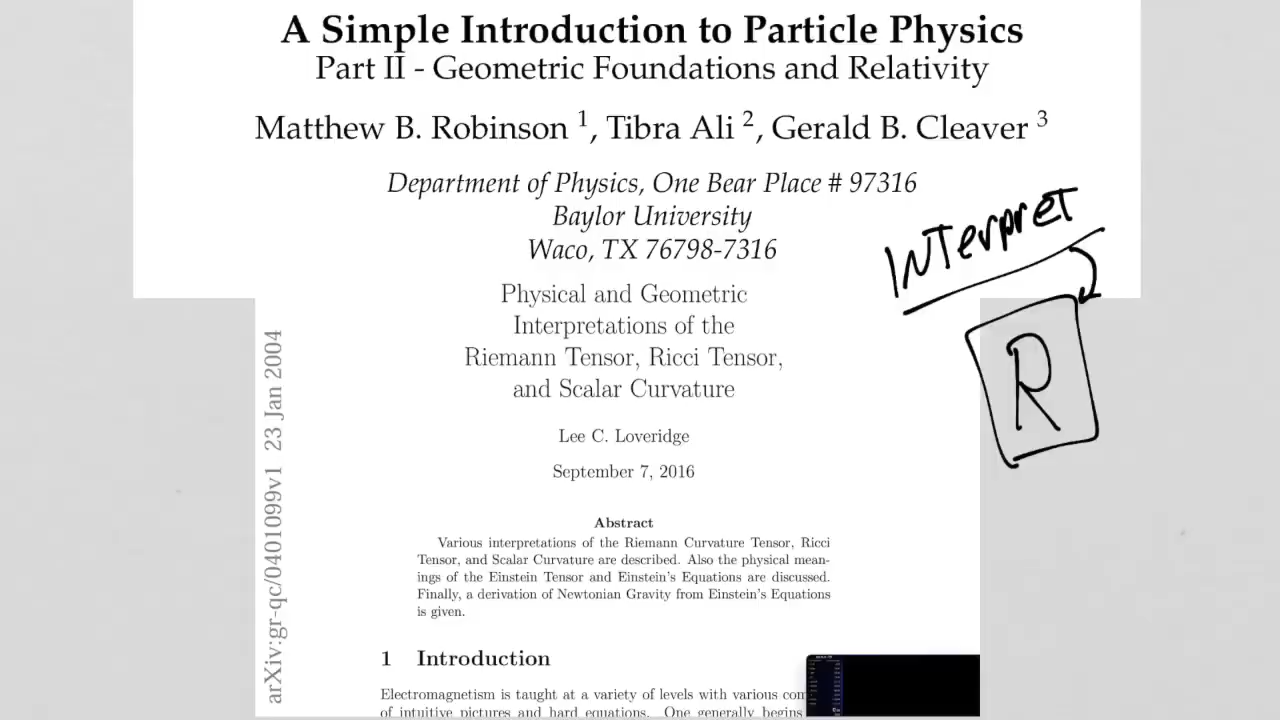 A Simple Introduction to Particle Physics
Part II - Geometric Foundations and Relativity
Matthew B. Robinson 1, Tibra Ali 2, Gerald B. Cleaver 3
Department of Physics, One Bear Place # 97316
Baylor University
Waco, TX 76798-7316
Interpret
R
Physical and Geometric
Interpretations of the
Riemann Tensor, Ricci Tensor,
and Scalar Curvature
Lee C. Loveridge
September 7, 2016
Abstract
Various interpretations of the Riemann Curvature Tensor, Ricci
Tensor, and Scalar Curvature are described. Also the physical mean-
ings of the Einstein Tensor and Einstein's Equations are discussed.
Finally, a derivation of Newtonian Gravity from Einstein's Equations
is given.
1 Introduction
Electromagnetism is taught at a variety of levels with various
of intuitive pictures and hard equations. One generally begins
arXiv:gr-qc/0401099v1 23 Jan 2004